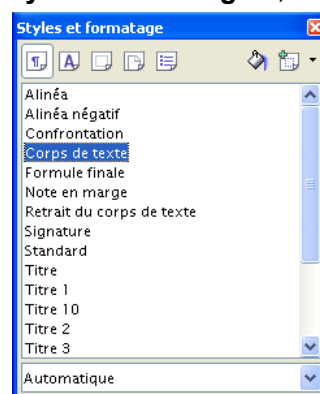 Styles et formatage
Alinéa
Alinéa négatif
Confrontation
Corps de texte
Formule finale
Note en marge
Retrait du corps de texte
Signature
Standard
Titre
Titre 1
Titre 10
Titre 2
Titre 3
Automatique